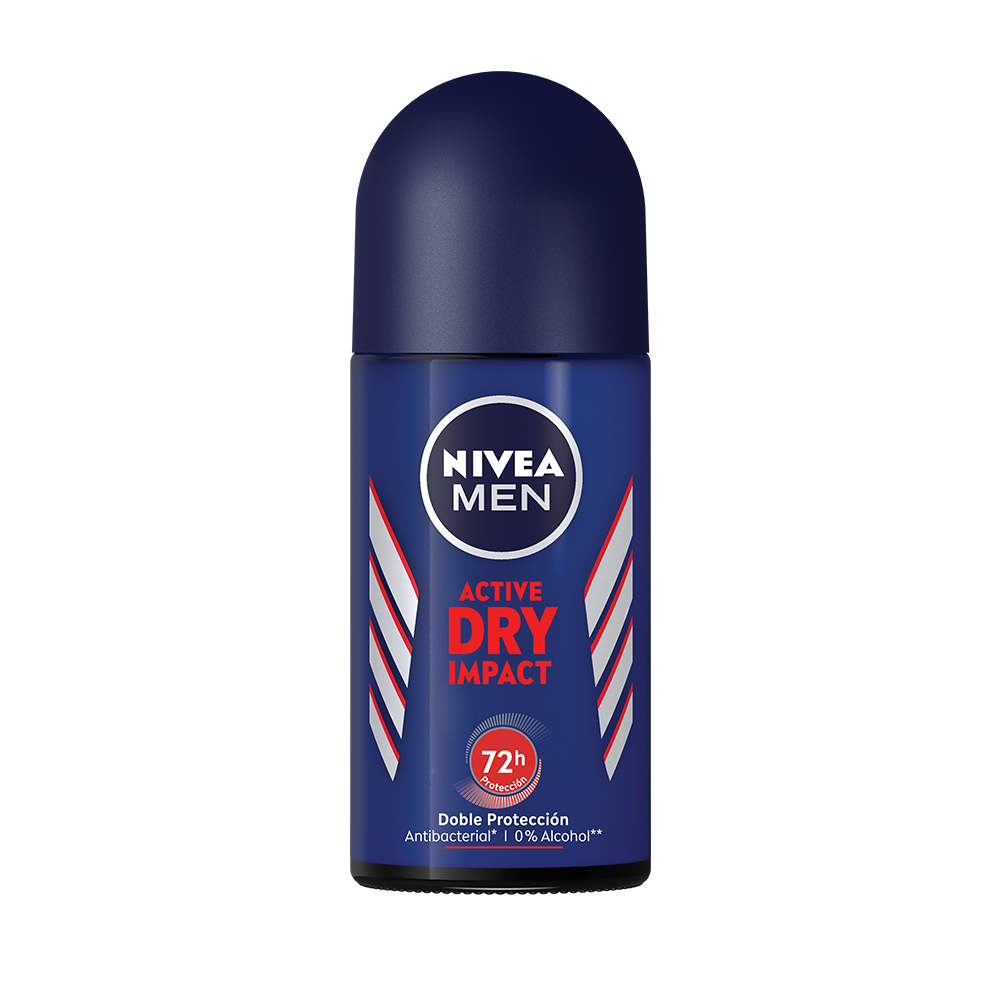 NIVEA
MEN
ACTIVE
DRY
IMPACT
72h
Protección
Doble Protección
Antibacterial* | 0% Alcohol**